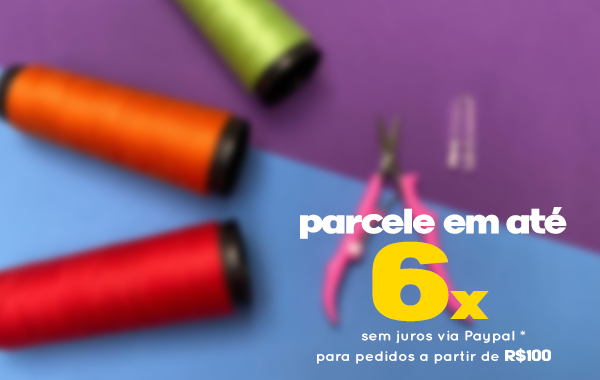 parcele em até
6x
sem juros via Paypal *
para pedidos a partir de R$100